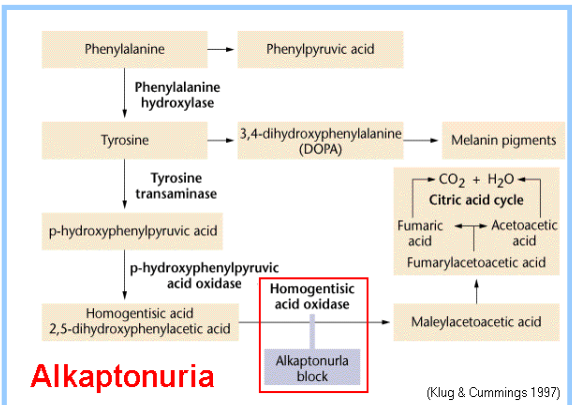 Phenylalanine
Phenylpyruvic acid
Phenylalanine
hydroxylase
Tyrosine
3,4-dihydroxyphenylalanine
(DOPA)
Melanin pigments
Tyrosine
transaminase
CO2 + H2O
Citric acid cycle
Fumaric
acid
Acetoacetic
acid
Fumarylacetoacetic acid
p-hydroxyphenylpyruvic acid
p-hydroxyphenylpyruvic
acid oxidase
Homogentisic
acid oxidase
Homogentisic acid
2,5-dihydroxyphenylacetic acid
Maleylacetoacetic acid
Alkaptonurla
block
Alkaptonuria
(Klug & Cummings 1997)